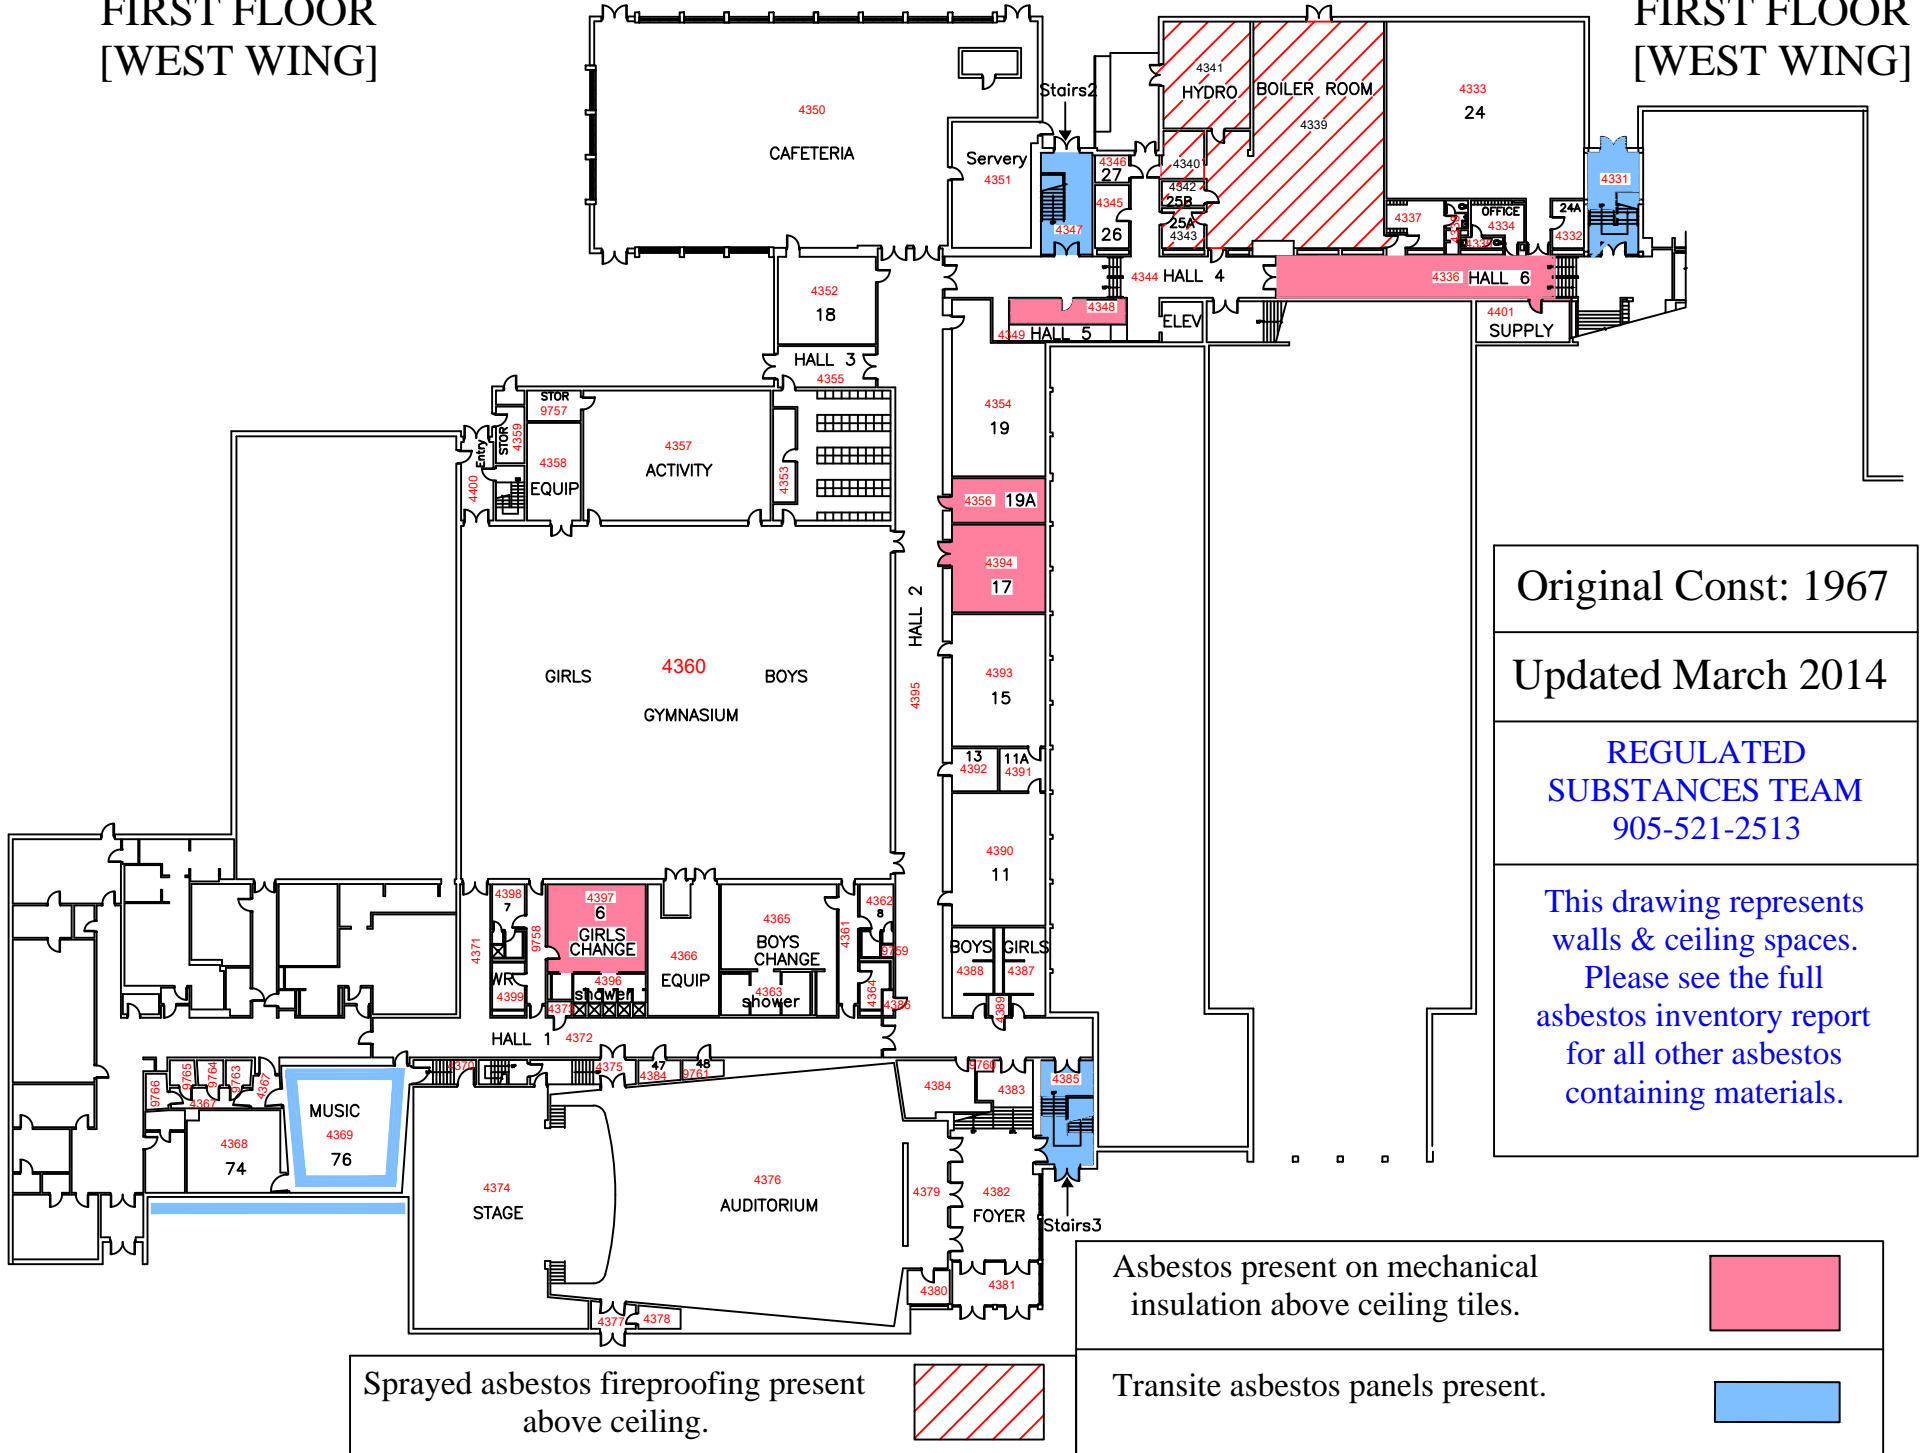 FIRST FLOOR
[WEST WING]
FIRST FLOOR
[WEST WING]
4350
CAFETERIA
Servery
4351
Stairs2
4347
4346
27
4345
26
4341
HYDRO
BOILER ROOM
4339
4340
4342
25B
25A
4343
4333
24
4337
OFFICE
4334
24A
4332
4331
4344
HALL 4
4336
HALL 6
4348
4349
HALL 5
ELEV
4401
SUPPLY
4352
18
HALL 3
4355
STOR
9757
STOR
4359
Entry
4400
4358
EQUIP
4357
ACTIVITY
4353
4354
19
4356
19A
4394
17
HALL 2
4395
GIRLS
4360
BOYS
GYMNASIUM
4393
15
13
4392
11A
4391
4390
11
BOYS
4388
GIRLS
4387
4389
4371
4398
7
9758
WR
4399
4397
6
GIRLS
CHANGE
4396
shower
4373
4366
EQUIP
4365
BOYS
CHANGE
4363
shower
4361
4362
8
9759
4364
4386
HALL 1
4372
4370
4375
47
4384
48
9761
4384
9760
4383
4385
9766
9765
9764
9763
4367
4367
MUSIC
4369
76
4368
74
4374
STAGE
4376
AUDITORIUM
4379
4382
FOYER
Stairs3
4380
4381
4377
4378
Original Const: 1967
Updated March 2014
REGULATED
SUBSTANCES TEAM
905-521-2513
This drawing represents
walls & ceiling spaces.
Please see the full
asbestos inventory report
for all other asbestos
containing materials.
Asbestos present on mechanical
insulation above ceiling tiles.
Sprayed asbestos fireproofing present
above ceiling.
Transite asbestos panels present.